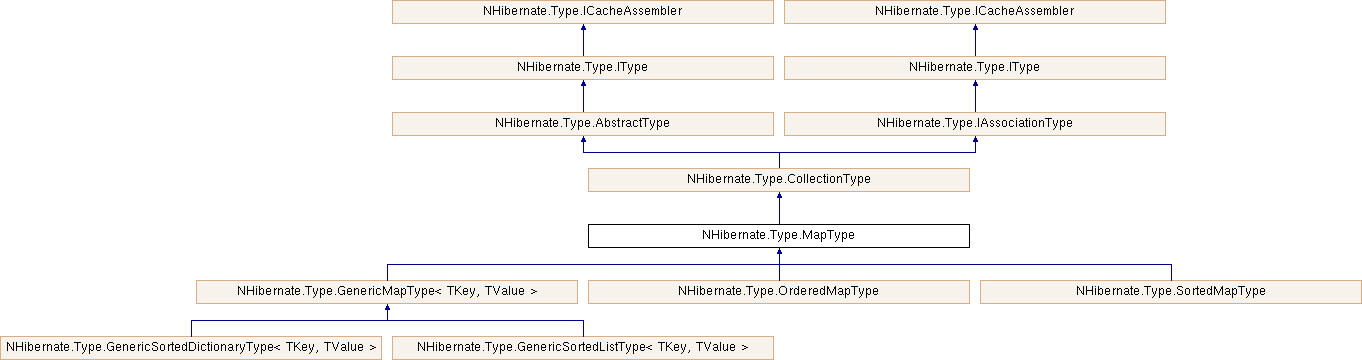 NHibernate.Type.ICacheAssembler
NHibernate.Type.ICacheAssembler
NHibernate.Type.IType
NHibernate.Type.IType
NHibernate.Type.AbstractType
NHibernate.Type.IAssociationType
NHibernate.Type.CollectionType
NHibernate.Type.MapType
NHibernate.Type.GenericMapType< TKey, TValue >
NHibernate.Type.OrderedMapType
NHibernate.Type.SortedMapType
NHibernate.Type.GenericSortedDictionaryType< TKey, TValue >
NHibernate.Type.GenericSortedListType< TKey, TValue >